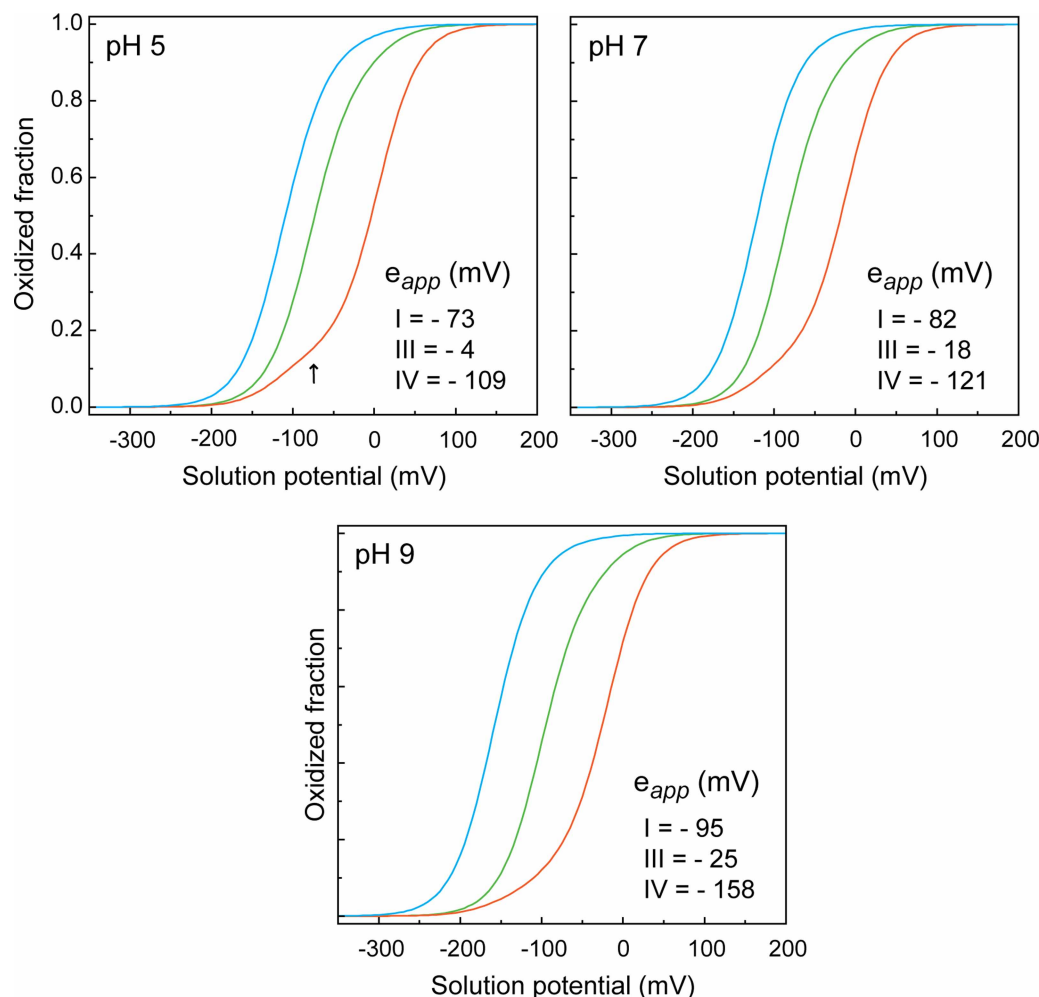 pH 5
1.0
0.8
0.6
0.4
0.2
0.0
Oxidized fraction
e_app (mV)
I = - 73
III = - 4
IV = - 109
↑
-300 -200 -100 0 100 200
Solution potential (mV)
pH 7
e_app (mV)
I = - 82
III = - 18
IV = - 121
-300 -200 -100 0 100 200
Solution potential (mV)
pH 9
Oxidized fraction
e_app (mV)
I = - 95
III = - 25
IV = - 158
-300 -200 -100 0 100 200
Solution potential (mV)